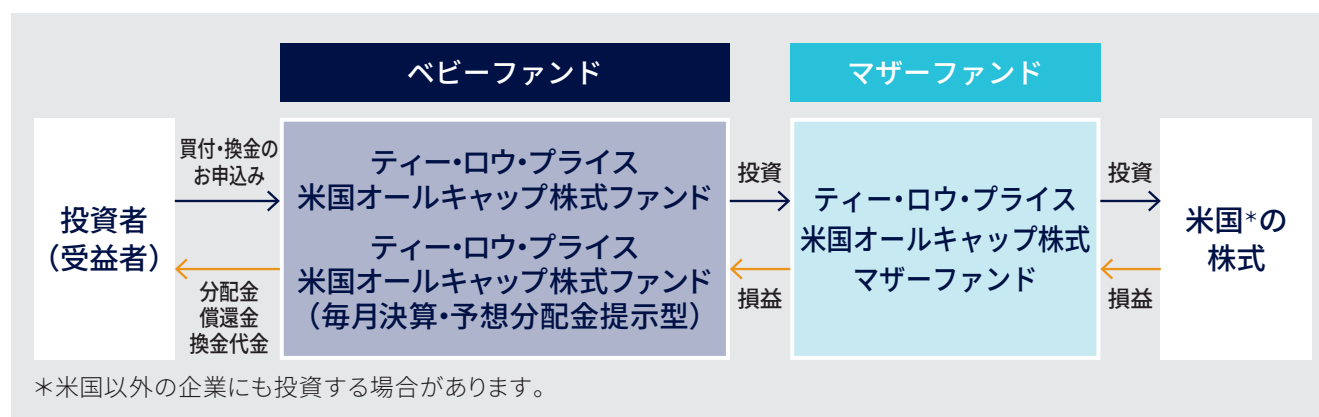 ベビーファンド
マザーファンド
投資者
（受益者）
買付・換金の
お申込み
分配金
償還金
換金代金
ティー・ロウ・プライス
米国オールキャップ株式ファンド
ティー・ロウ・プライス
米国オールキャップ株式ファンド
（毎月決算・予想分配金提示型）
投資
損益
ティー・ロウ・プライス
米国オールキャップ株式
マザーファンド
投資
損益
米国＊の
株式
＊米国以外の企業にも投資する場合があります。